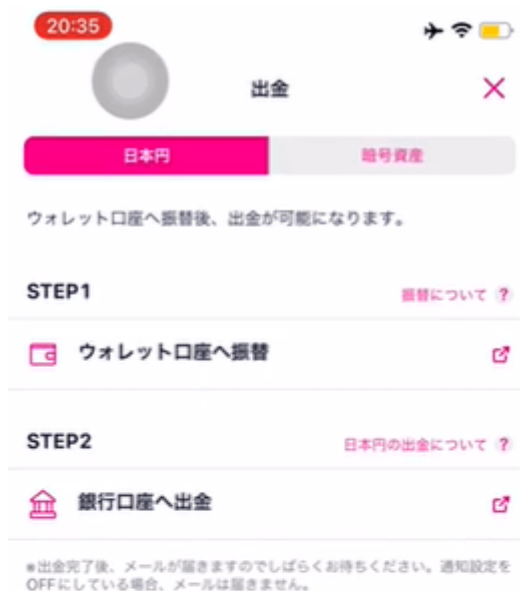 20:35
出金
日本円
暗号資産
ウォレット口座へ振替後、出金が可能になります。
STEP1
振替について ?
ウォレット口座へ振替
STEP2
日本円の出金について ?
銀行口座へ出金
※出金完了後、メールが届きますのでしばらくお待ちください。通知設定を
OFFにしている場合、メールは届きません。